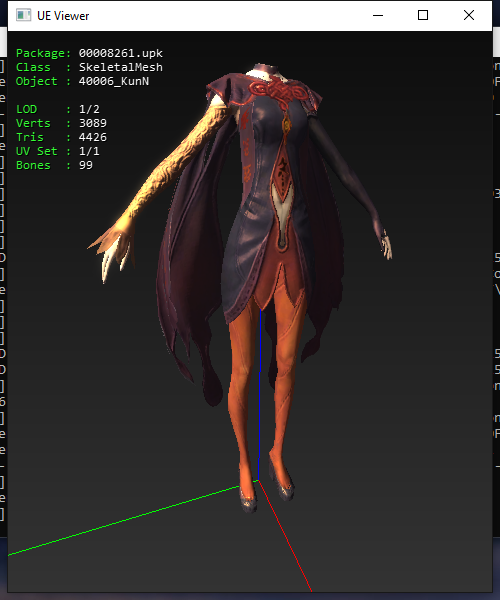 UE Viewer
Package: 00008261.upk
Class : SkeletalMesh
Object : 40006_KunN
LOD : 1/2
Verts : 3089
Tris : 4426
UV Set : 1/1
Bones : 99